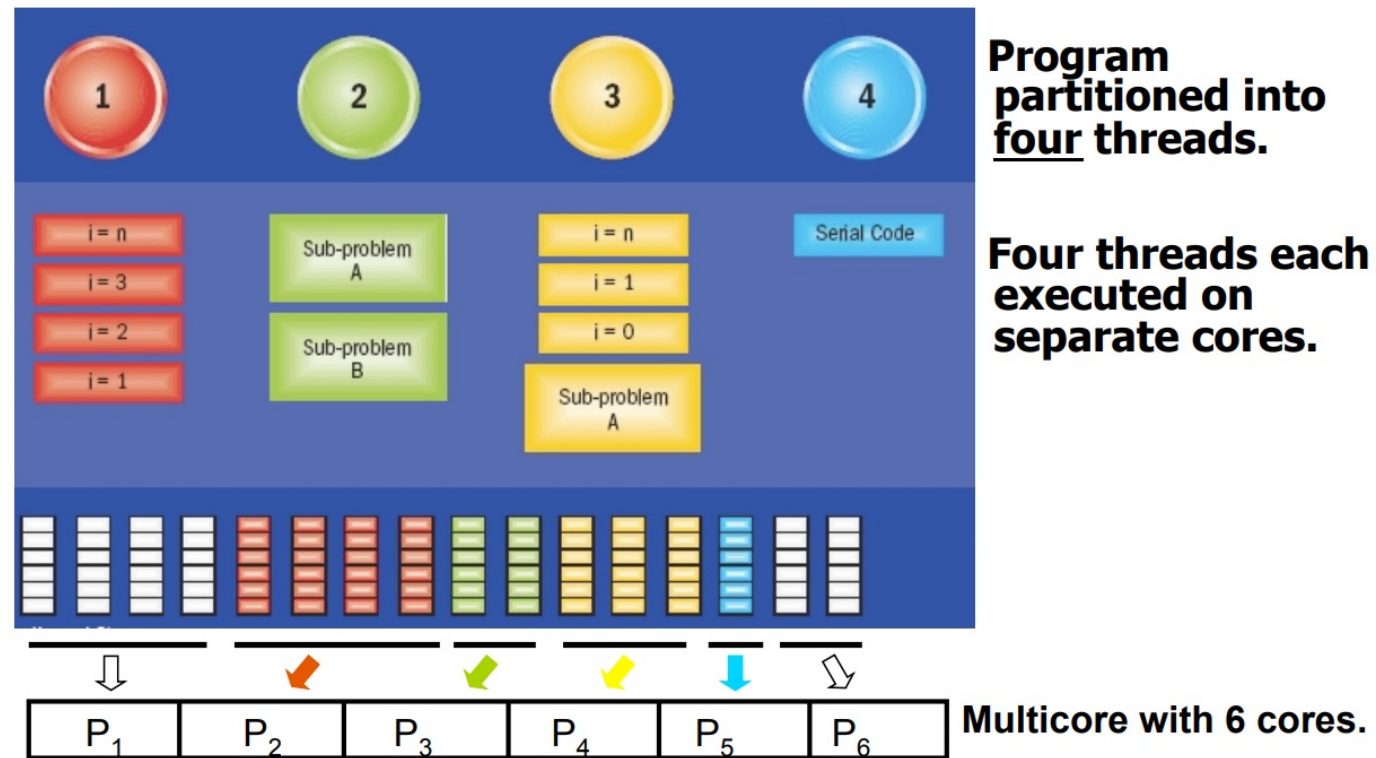 1
2
3
4
Program
partitioned into
four threads.
i = n
i = 3
i = 2
i = 1
Sub-problem
A
Sub-problem
B
i = n
i = 1
i = 0
Sub-problem
A
Serial Code
Four threads each
executed on
separate cores.
P1
P2
P3
P4
P5
P6
Multicore with 6 cores.